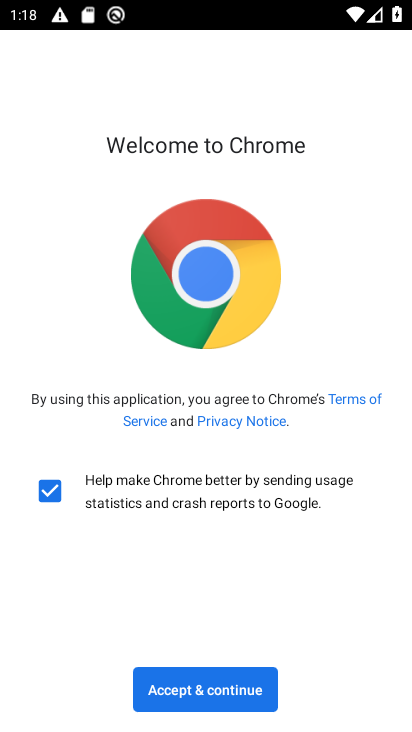 1:18
Welcome to Chrome
By using this application, you agree to Chrome's Terms of
Service and Privacy Notice.
Help make Chrome better by sending usage
statistics and crash reports to Google.
Accept & continue